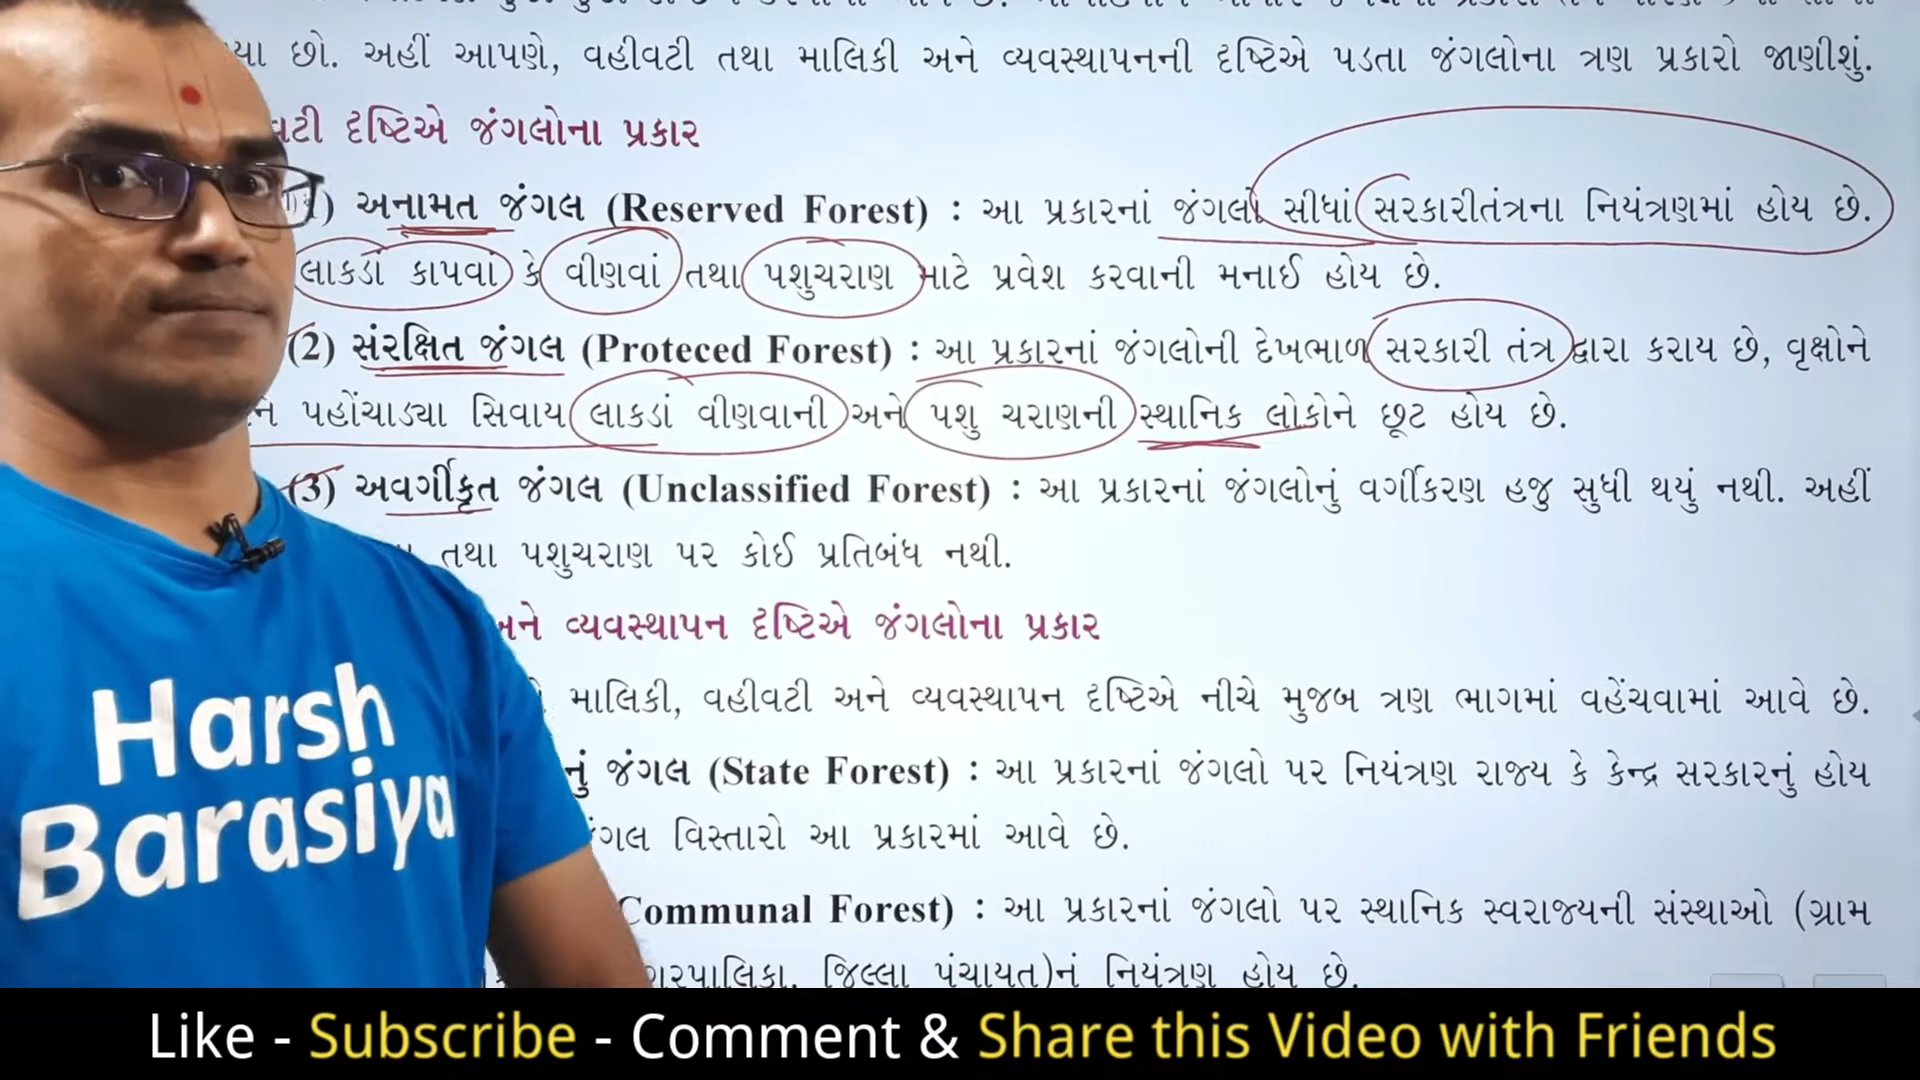 છો. અહીં આપણે, વહીવટી તથા માલિકી અને વ્યવસ્થાપનની દૃષ્ટિએ પડતા જંગલોના ત્રણ પ્રકારો જાણીશું.
વટી દૃષ્ટિએ જંગલોના પ્રકાર
(1) અનામત જંગલ (Reserved Forest) : આ પ્રકારનાં જંગલો સીધાં સરકારીતંત્રના નિયંત્રણમાં હોય છે.
લાકડાં કાપવાં કે વીણવાં તથા પશુચરાણ માટે પ્રવેશ કરવાની મનાઈ હોય છે.
(2) સંરક્ષિત જંગલ (Proteced Forest) : આ પ્રકારનાં જંગલોની દેખભાળ સરકારી તંત્ર દ્વારા કરાય છે, વૃક્ષોને
પહોંચાડ્યા સિવાય લાકડાં વીણવાની અને પશુ ચરાણની સ્થાનિક લોકોને છૂટ હોય છે.
(3) અવર્ગીકૃત જંગલ (Unclassified Forest) : આ પ્રકારનાં જંગલોનું વર્ગીકરણ હજુ સુધી થયું નથી. અહીં
તથા પશુચરાણ પર કોઈ પ્રતિબંધ નથી.
અને વ્યવસ્થાપન દૃષ્ટિએ જંગલોના પ્રકાર
માલિકી, વહીવટી અને વ્યવસ્થાપન દૃષ્ટિએ નીચે મુજબ ત્રણ ભાગમાં વહેંચવામાં આવે છે.
નું જંગલ (State Forest) : આ પ્રકારનાં જંગલો પર નિયંત્રણ રાજ્ય કે કેન્દ્ર સરકારનું હોય
જંગલ વિસ્તારો આ પ્રકારમાં આવે છે.
Communal Forest) : આ પ્રકારનાં જંગલો પર સ્થાનિક સ્વરાજ્યની સંસ્થાઓ (ગ્રામ
નગરપાલિકા, જિલ્લા પંચાયત)નું નિયંત્રણ હોય છે.
Harsh
Barasiya
Like - Subscribe - Comment & Share this Video with Friends